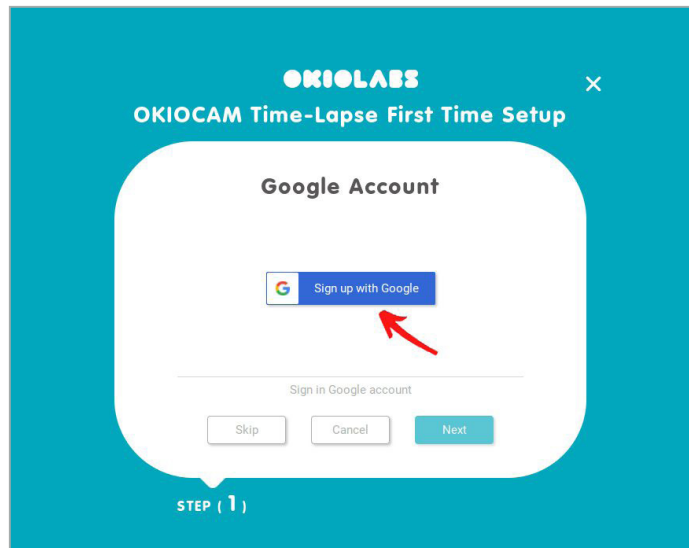 OKIOLABS
×
OKIOCAM Time-Lapse First Time Setup
Google Account
G Sign up with Google
Sign in Google account
Skip Cancel Next
STEP ( 1 )